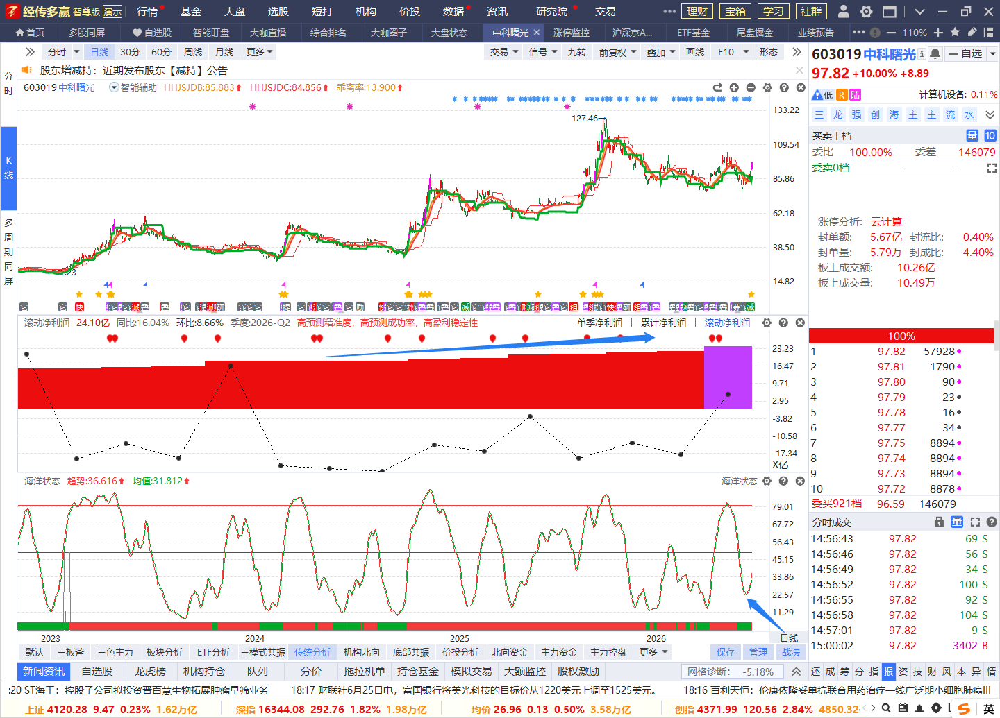 经传多赢 智尊版 演示 行情 基金 大盘 选股 短打 机构 价投 数据 资讯 研究院 交易 理财 宝箱 学习 社群
首页 多股同屏 自选股 智能盯盘 大咖直播 综合排名 大咖圈子 大盘状态 中科曙光 涨停监控 沪深京A... ETF基金 尾盘掘金 业绩预告 110%
分时 日线 30分 60分 周线 月线 更多 交易 信号 九转 前复权 叠加 画线 F10 形态
股东增减持：近期发布股东【减持】公告
603019 中科曙光 智能辅助 HHJSJDB:85.883 HHJSJDC:84.856 乖离率:13.900
分时
K线
多周期同屏
127.46
133.22
109.54
85.86
62.18
38.50
14.82
滚动净利润 24.10亿 同比:16.04% 环比:8.66% 季度:2026-Q2 高预测精准度，高预测成功率，高盈利稳定性 单季净利润 累计净利润 滚动净利润
23.23
16.47
9.71
2.95
-3.82
-10.58
-17.34
X亿
海洋状态 趋势:36.616 均值:31.812 海洋状态
79.01
67.72
56.43
45.15
33.86
22.57
11.29
2023 2024 2025 2026 日线
默认 三板斧 三色主力 板块分析 ETF分析 三模式共振 传统分析 机构北向 底部共振 价投分析 北向资金 主力资金 主力控盘 更多 保存 管理 战法
新闻资讯 自选股 龙虎榜 机构持仓 队列 分价 拖拉机单 持仓基金 模拟交易 大额监控 股权激励 网格诊断： -5.18%
603019 中科曙光 自选
97.82 +10.00% +8.89
低 R 陆 计算机设备: 0.11%
三 龙 强 创 海 主 主 流 水
买卖十档 量 10
委比 100.00% 委差 146079
委卖0档 - -
涨停分析: 云计算
封单额: 5.67亿 封流比: 0.40%
封单量: 5.79万 封成比: 4.40%
板上成交额: 10.26亿
板上成交量: 10.49万
100%
1 97.82 57928
2 97.81 1790
3 97.80 90
4 97.79 23
5 97.78 16
6 97.77 34
7 97.75 8894
8 97.74 8894
9 97.73 8894
10 97.72 8878
委买921档 96.59 146079
分时成交 量
14:56:43 97.82 69 S
14:56:46 97.82 56 S
14:56:49 97.82 34 S
14:56:52 97.82 100 S
14:56:55 97.82 92 S
14:56:58 97.82 104 S
14:57:01 97.82 9 S
15:00:02 97.82 3402 B
还 成 筹 分 指 报 资 技 财 风 本 异 情
:20 ST海王：控股子公司拟投资晋百慧生物拓展肿瘤早筛业务 18:17 财联社6月25日电，富国银行将美光科技的目标价从1220美元上调至1525美元。 18:16 百利天恒：伦康依隆妥单抗联合用药治疗一线广泛期小细胞肺癌III
上证 4120.28 9.47 0.23% 1.62万亿 深指 16344.08 292.76 1.82% 1.98万亿 均价 26.96 0.13 0.50% 3.58万亿 创指 4371.99 120.56 2.84% 4850.32 英